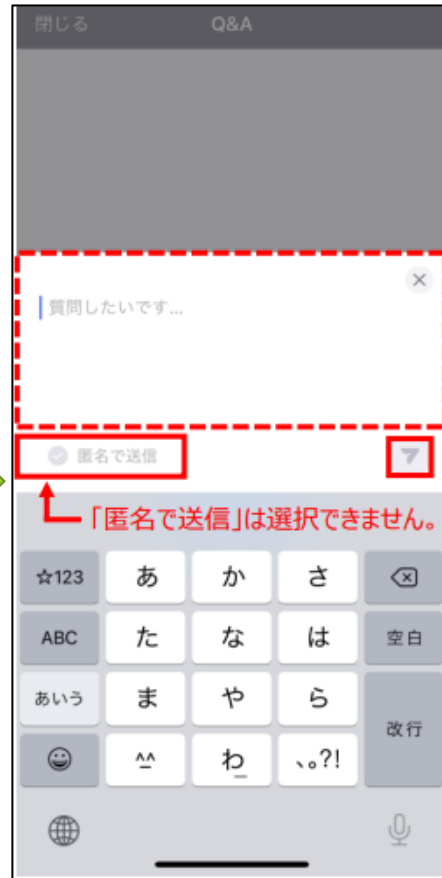 閉じる Q&A
質問したいです...
匿名で送信
「匿名で送信」は選択できません。
☆123 あ か さ
ABC た な は 空白
あいう ま や ら
改行
^^ わ_ 、。?!